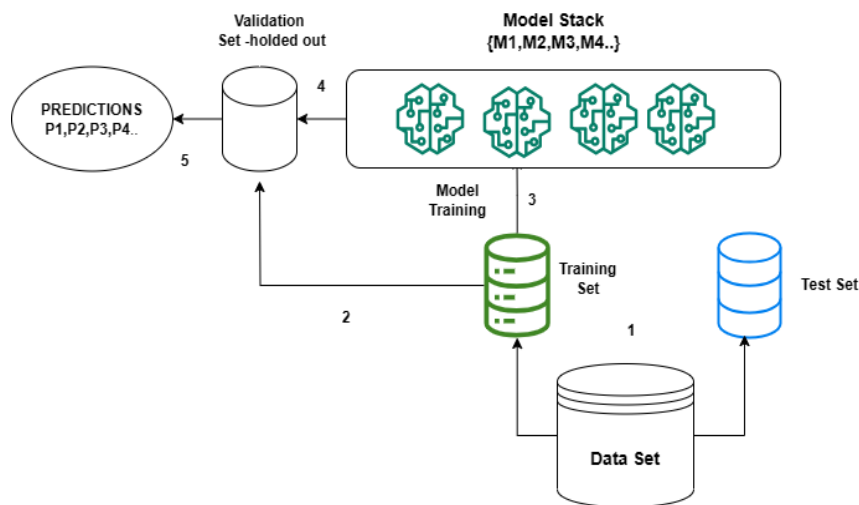 Validation
Set -holded out
Model Stack
{M1,M2,M3,M4..}
4
PREDICTIONS
P1,P2,P3,P4..
5
Model
Training
3
Training
Set
Test Set
2
1
Data Set